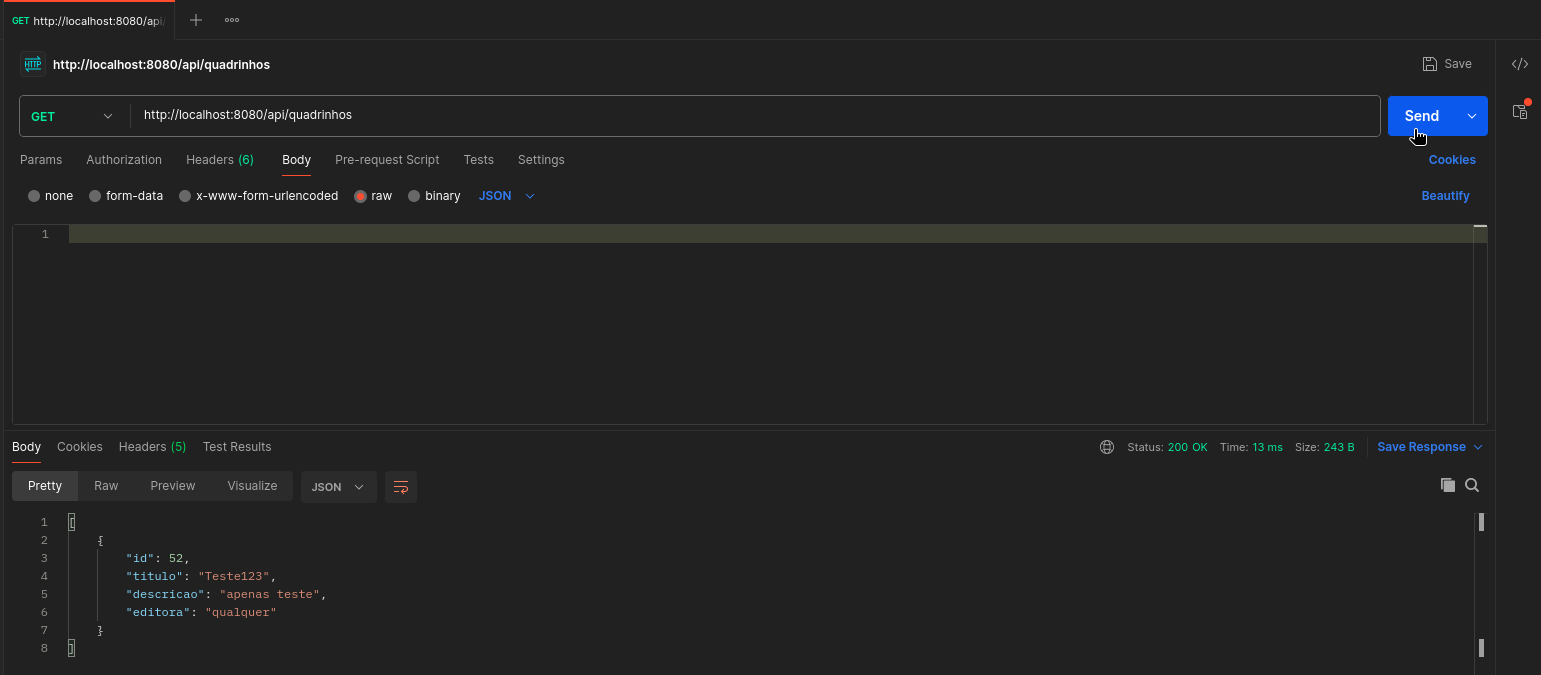 GET http://localhost:8080/api/
HTTP http://localhost:8080/api/quadrinhos Save </>
GET http://localhost:8080/api/quadrinhos Send
Params Authorization Headers (6) Body Pre-request Script Tests Settings Cookies
none form-data x-www-form-urlencoded raw binary JSON Beautify
1
Body Cookies Headers (5) Test Results Status: 200 OK Time: 13 ms Size: 243 B Save Response
Pretty Raw Preview Visualize JSON
1 [
2 {
3 "id": 52,
4 "titulo": "Teste123",
5 "descricao": "apenas teste",
6 "editora": "qualquer"
7 }
8 ]